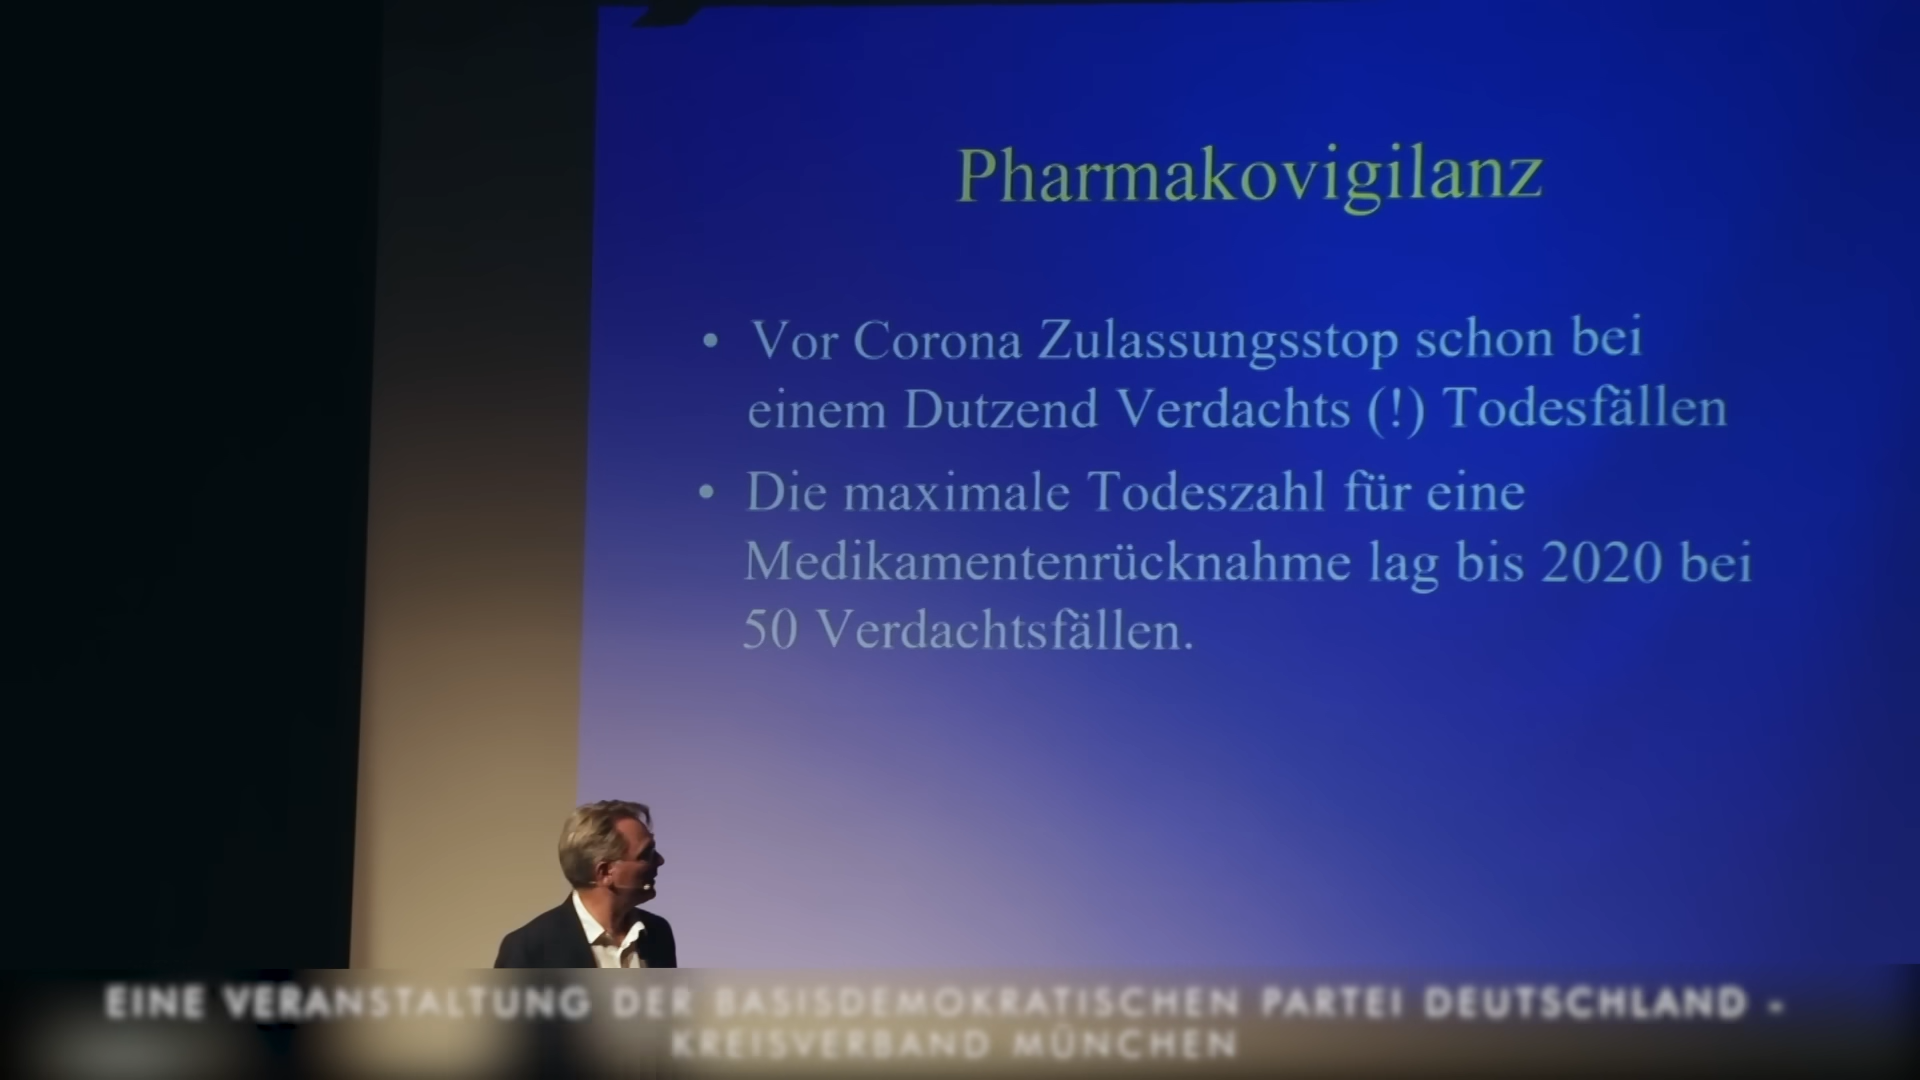 Pharmakovigilanz
• Vor Corona Zulassungsstop schon bei
einem Dutzend Verdachts (!) Todesfällen
• Die maximale Todeszahl für eine
Medikamentenrücknahme lag bis 2020 bei
50 Verdachtsfällen.
EINE VERANSTALTUNG DER BASISDEMOKRATISCHEN PARTEI DEUTSCHLAND -
KREISVERBAND MÜNCHEN